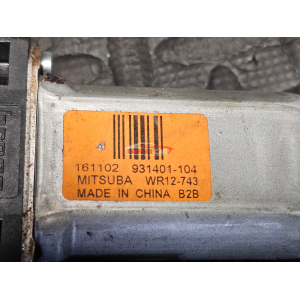 161102 931401-104
MITSUBA WR12-743
MADE IN CHINA B2B